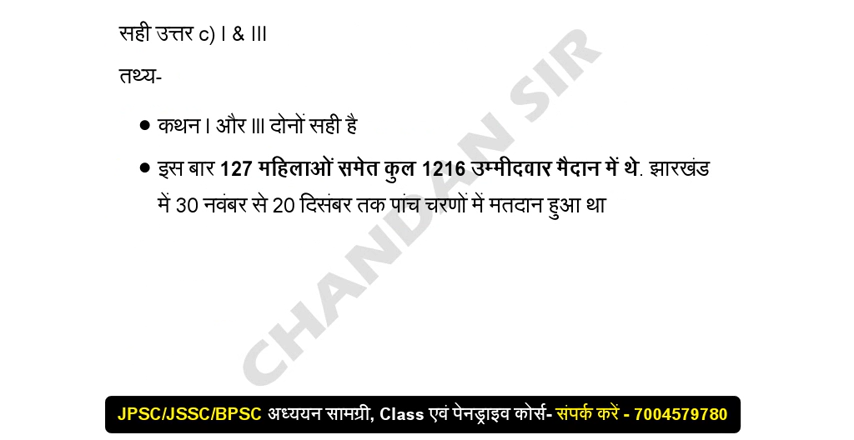 सही उत्तर c) I & III
तथ्य-
● कथन I और III दोनों सही है
● इस बार 127 महिलाओं समेत कुल 1216 उम्मीदवार मैदान में थे. झारखंड
में 30 नवंबर से 20 दिसंबर तक पांच चरणों में मतदान हुआ था
CHANDAN SIR
JPSC/JSSC/BPSC अध्ययन सामग्री, Class एवं पेनड्राइव कोर्स- संपर्क करें - 7004579780